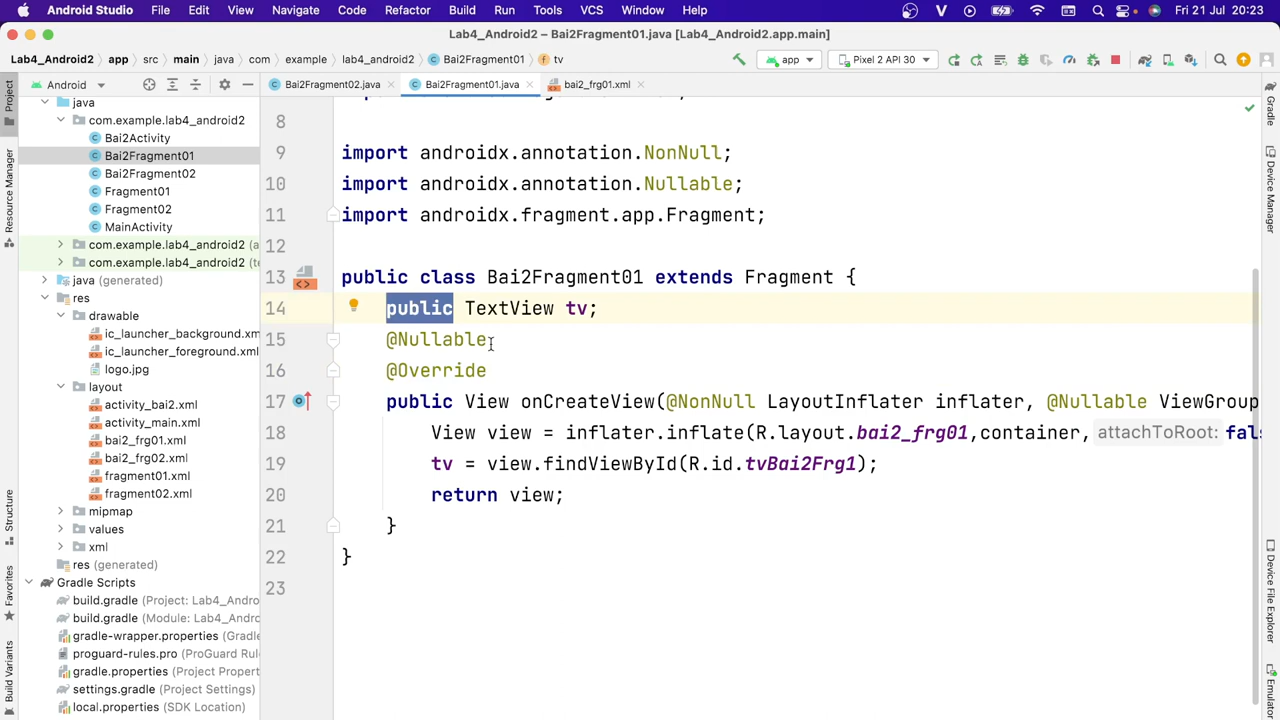 Android Studio File Edit View Navigate Code Refactor Build Run Tools VCS Window Help Fri 21 Jul 20:23
Lab4_Android2 – Bai2Fragment01.java [Lab4_Android2.app.main]
Lab4_Android2 app src main java com example lab4_android2 Bai2Fragment01 tv app Pixel 2 API 30
Android Bai2Fragment02.java Bai2Fragment01.java bai2_frg01.xml
Project
Resource Manager
Structure
Favorites
Build Variants
java
com.example.lab4_android2
Bai2Activity
Bai2Fragment01
Bai2Fragment02
Fragment01
Fragment02
MainActivity
com.example.lab4_android2 (a
com.example.lab4_android2 (te
java (generated)
res
drawable
ic_launcher_background.xm
ic_launcher_foreground.xml
logo.jpg
layout
activity_bai2.xml
activity_main2.xml
bai2_frg01.xml
bai2_frg02.xml
fragment01.xml
fragment02.xml
mipmap
values
xml
res (generated)
Gradle Scripts
build.gradle (Project: Lab4_Andro
build.gradle (Module: Lab4_Andro
gradle-wrapper.properties (Gradle
proguard-rules.pro (ProGuard Rul
gradle.properties (Project Propert
settings.gradle (Project Settings)
local.properties (SDK Location)
8
9 import androidx.annotation.NonNull;
10 import androidx.annotation.Nullable;
11 import androidx.fragment.app.Fragment;
12
13 public class Bai2Fragment01 extends Fragment {
14 public TextView tv;
15 @Nullable
16 @Override
17 public View onCreateView(@NonNull LayoutInflater inflater, @Nullable ViewGroup
18 View view = inflater.inflate(R.layout.bai2_frg01,container, attachToRoot: fal
19 tv = view.findViewById(R.id.tvBai2Frg1);
20 return view;
21 }
22 }
23
Gradle
Device Manager
Device File Explorer
Emulator